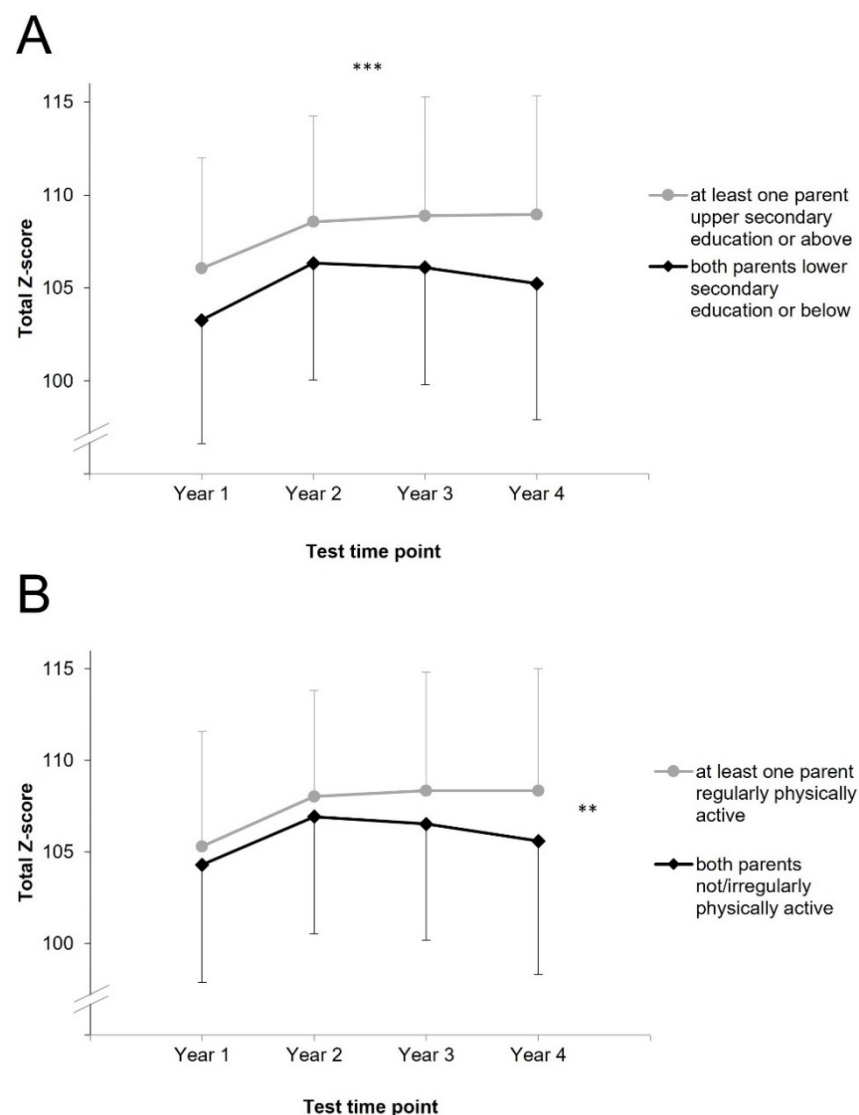 A
***
115
110
105
100
Total Z-score
Year 1 Year 2 Year 3 Year 4
Test time point
at least one parent
upper secondary
education or above
both parents lower
secondary
education or below
B
115
110
105
100
Total Z-score
**
Year 1 Year 2 Year 3 Year 4
Test time point
at least one parent
regularly physically
active
both parents
not/irregularly
physically active